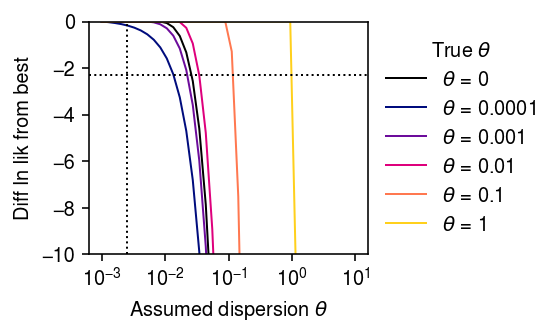 Diff ln lik from best
0
−2
−4
−6
−8
−10
10⁻³ 10⁻² 10⁻¹ 10⁰ 10¹
Assumed dispersion θ
True θ
θ = 0
θ = 0.0001
θ = 0.001
θ = 0.01
θ = 0.1
θ = 1